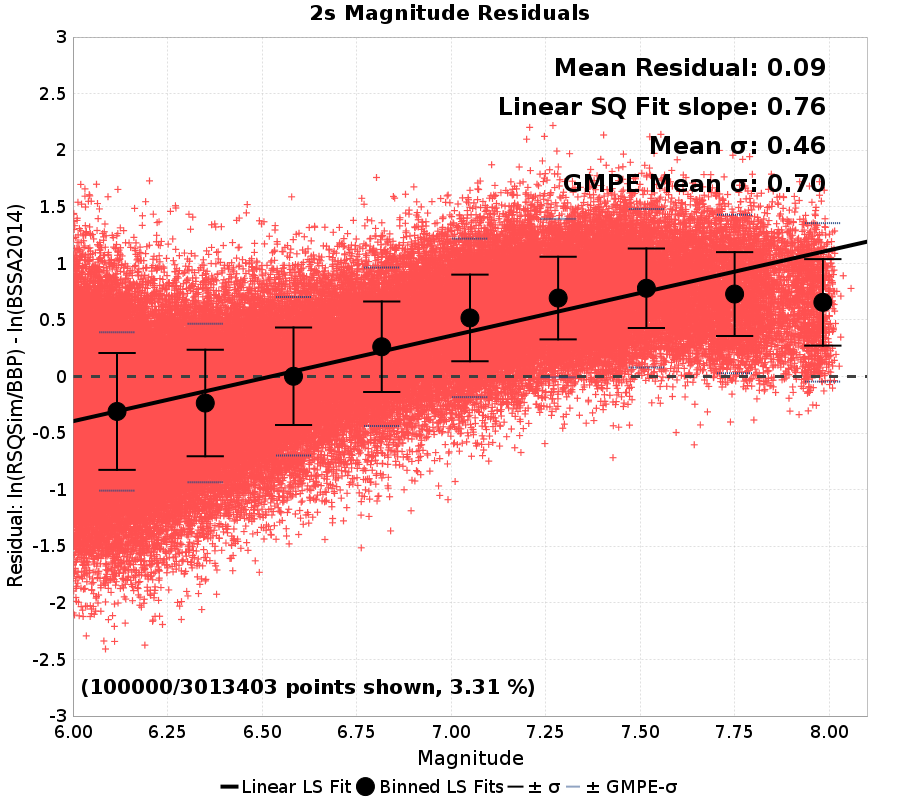 2s Magnitude Residuals
Mean Residual: 0.09
Linear SQ Fit slope: 0.76
Mean σ: 0.46
GMPE Mean σ: 0.70
3
2.5
2
1.5
1
0.5
0
-0.5
-1
-1.5
-2
-2.5
-3
Residual: ln(RSQSim/BBP) - ln(BSSA2014)
(100000/3013403 points shown, 3.31 %)
6.00 6.25 6.50 6.75 7.00 7.25 7.50 7.75 8.00
Magnitude
Linear LS Fit Binned LS Fits ± σ ± GMPE-σ